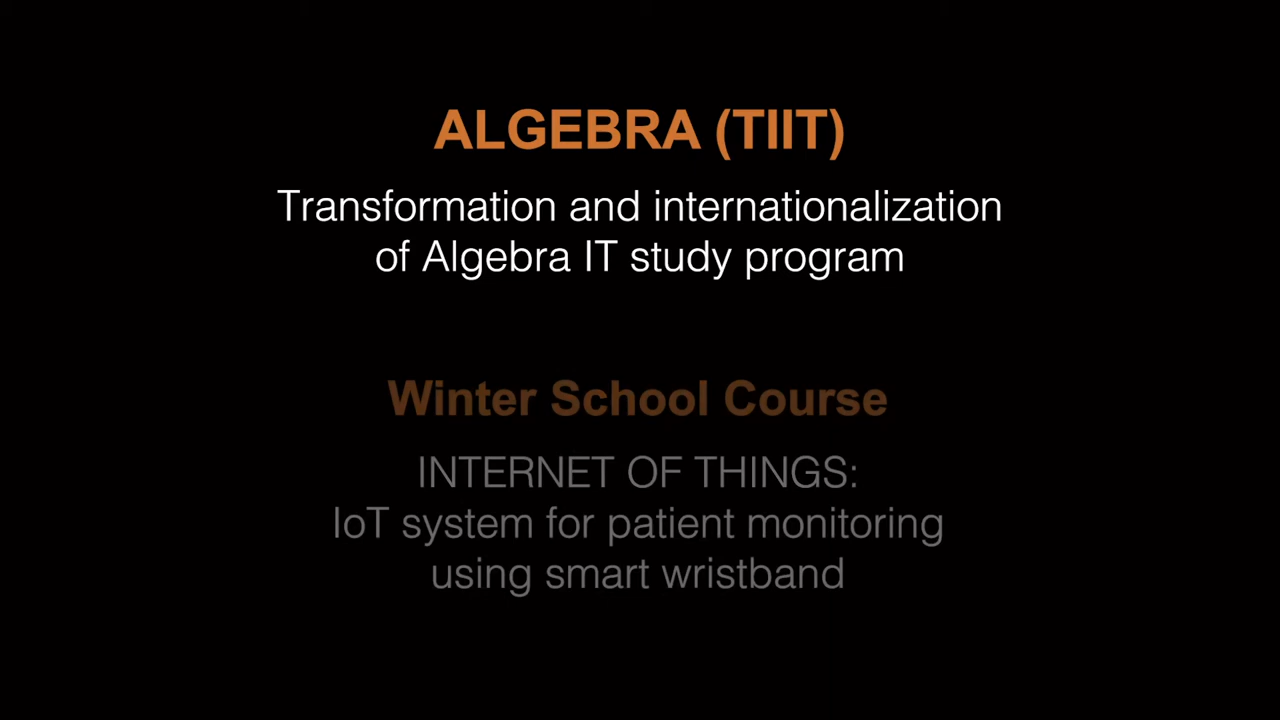 ALGEBRA (TIIT)
Transformation and internationalization
of Algebra IT study program
Winter School Course
INTERNET OF THINGS:
IoT system for patient monitoring
using smart wristband